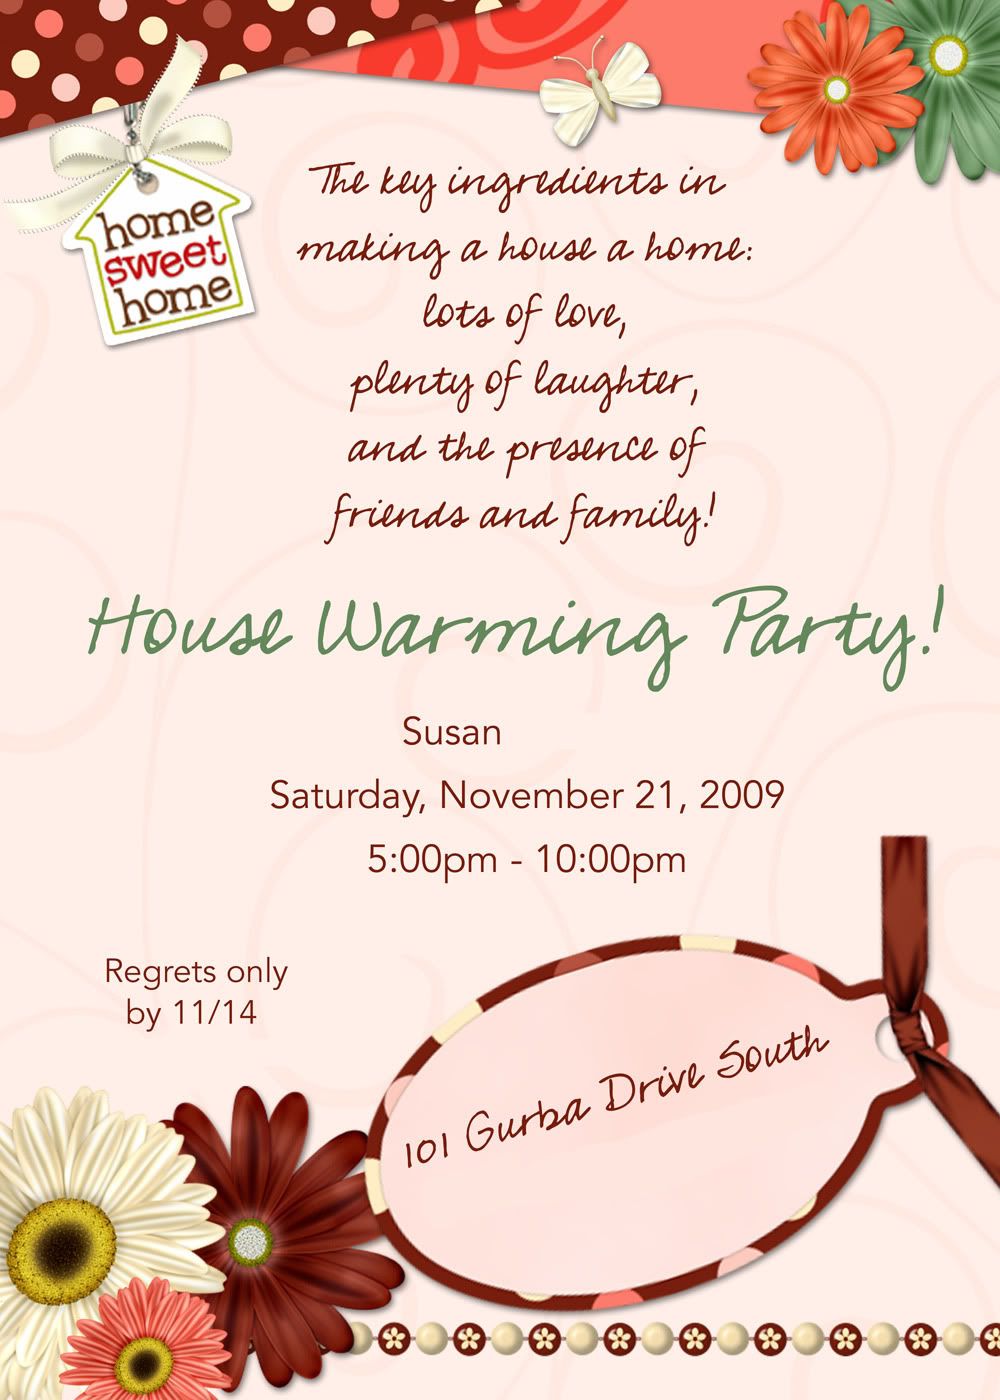 home
sweet
home
The key ingredients in
making a house a home:
lots of love,
plenty of laughter,
and the presence of
friends and family!
House Warming Party!
Susan
Saturday, November 21, 2009
5:00pm - 10:00pm
Regrets only
by 11/14
101 Gurba Drive South